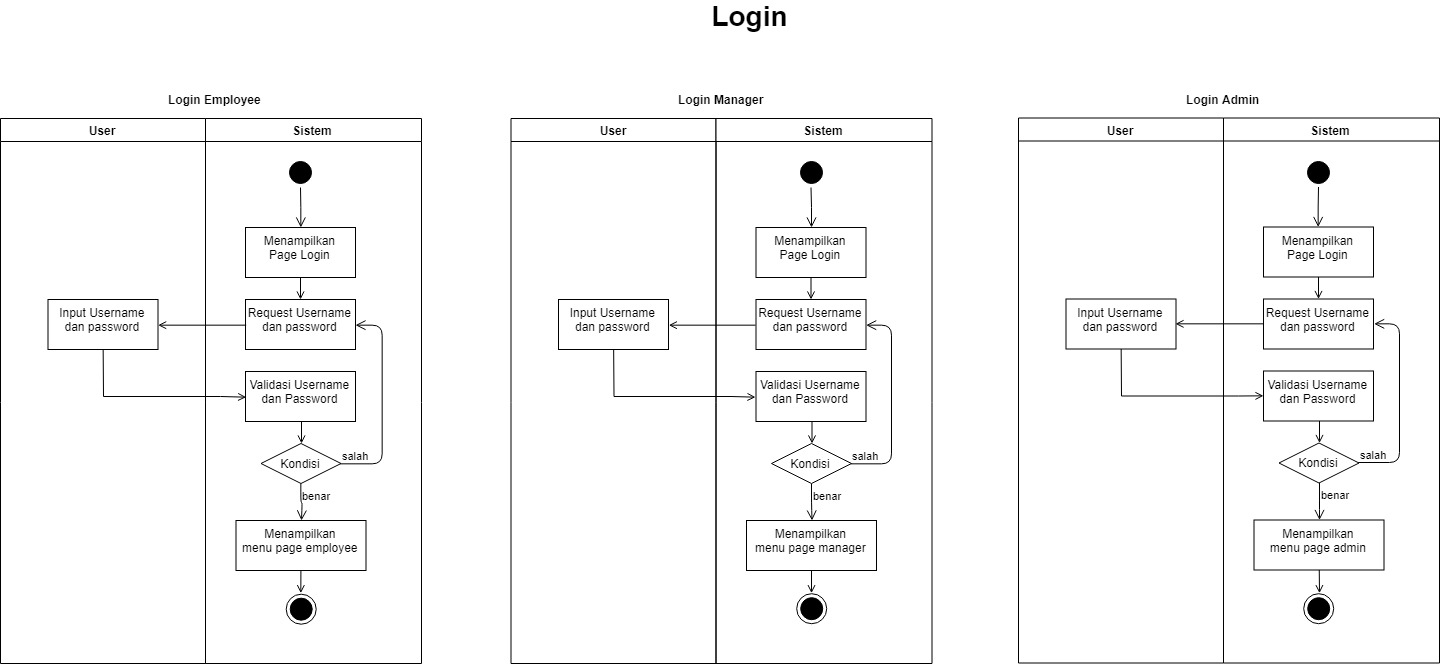 Login
Login Employee
User
Sistem
Menampilkan
Page Login
Input Username
dan password
Request Username
dan password
Validasi Username
dan Password
Kondisi
salah
benar
Menampilkan
menu page employee
Login Manager
User
Sistem
Menampilkan
Page Login
Input Username
dan password
Request Username
dan password
Validasi Username
dan Password
Kondisi
salah
benar
Menampilkan
menu page manager
Login Admin
User
Sistem
Menampilkan
Page Login
Input Username
dan password
Request Username
dan password
Validasi Username
dan Password
Kondisi
salah
benar
Menampilkan
menu page admin